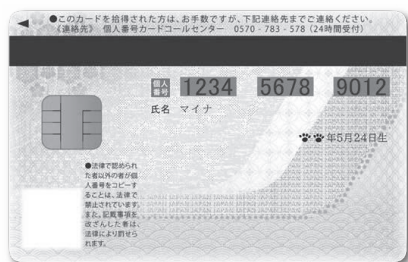 ●このカードを拾得された方は、お手数ですが、下記連絡先までご連絡ください。
《連絡先》 個人番号カードコールセンター 0570-783-578 (24時間受付)
個人番号 1234 5678 9012
氏名 マイナ
年5月24日生
●法律で認められ
た者以外の者が個
人番号をコピーす
ることは、法律で
禁止されています。
また、記載事項を
改ざんした者は、
法律により罰せら
れます。